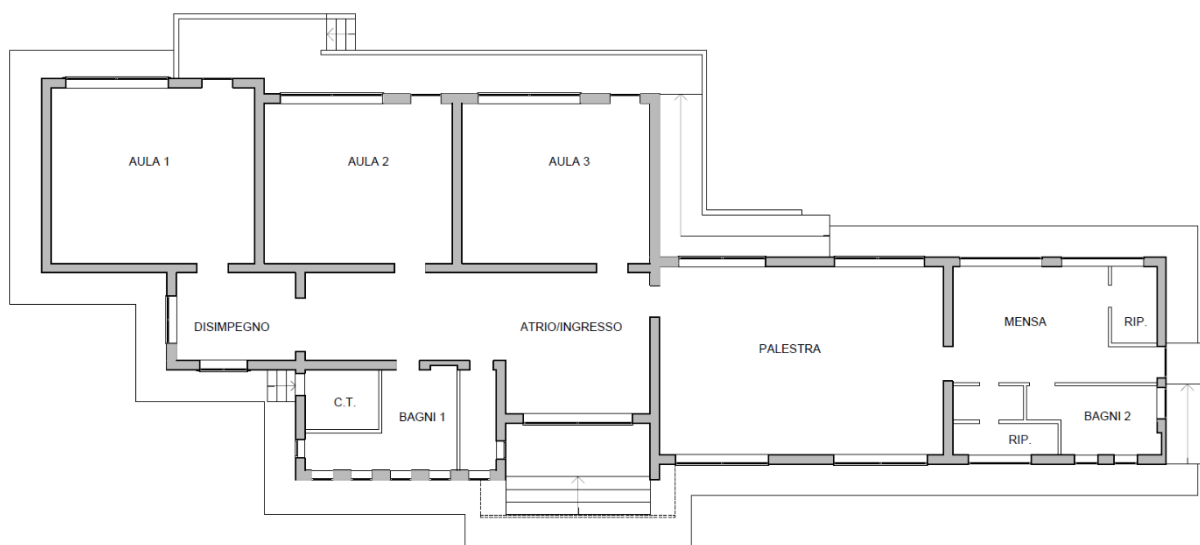 AULA 1
AULA 2
AULA 3
DISIMPEGNO
ATRIO/INGRESSO
MENSA
RIP.
PALESTRA
C.T.
BAGNI 1
BAGNI 2
RIP.